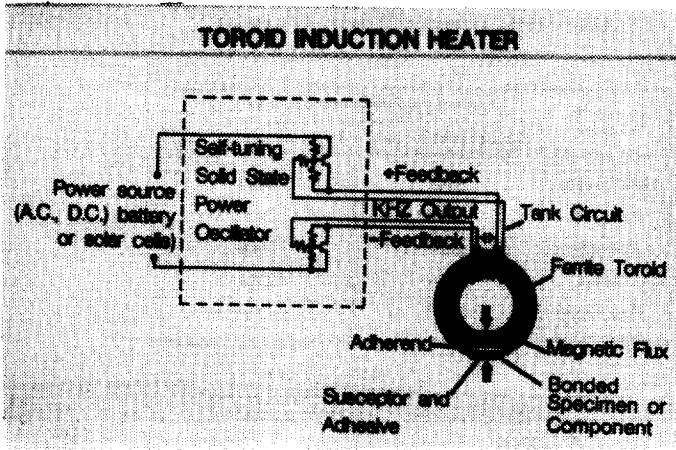 TOROID INDUCTION HEATER
Self-tuning
Solid State
Power
Oscillator
Power source
(A.C., D.C.) battery
or solar cells)
+Feedback
KHZ Output
-Feedback
Tank Circuit
Ferrite Toroid
Adherend
Magnetic Flux
Susceptor and
Adhesive
Bonded
Specimen or
Component